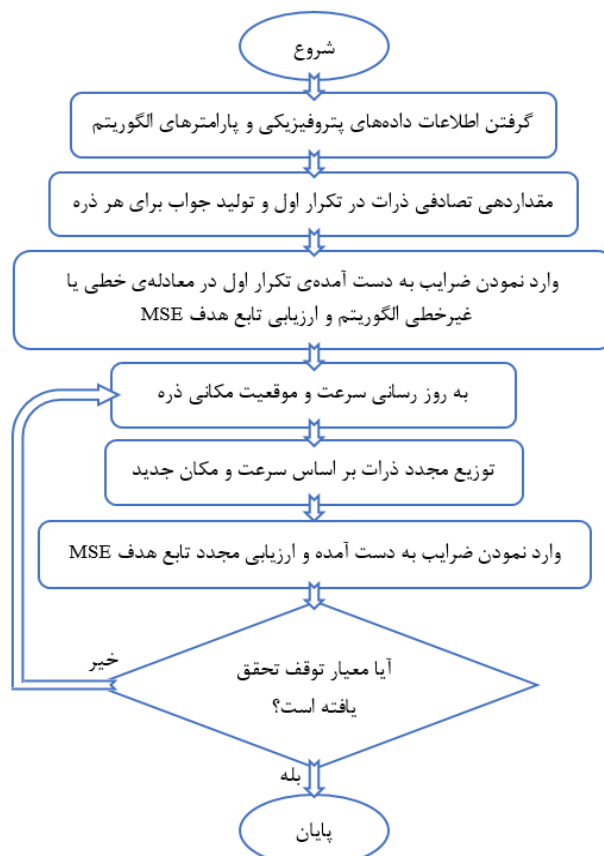 شروع
گرفتن اطلاعات داده‌های پتروفیزیکی و پارامترهای الگوریتم
مقداردهی تصادفی ذرات در تکرار اول و تولید جواب برای هر ذره
وارد نمودن ضرایب به دست آمده‌ی تکرار اول در معادله‌ی خطی یا
غیرخطی الگوریتم و ارزیابی تابع هدف MSE
به روز رسانی سرعت و موقعیت مکانی ذره
توزیع مجدد ذرات بر اساس سرعت و مکان جدید
وارد نمودن ضرایب به دست آمده و ارزیابی مجدد تابع هدف MSE
آیا معیار توقف تحقق
یافته است؟
خیر
بله
پایان